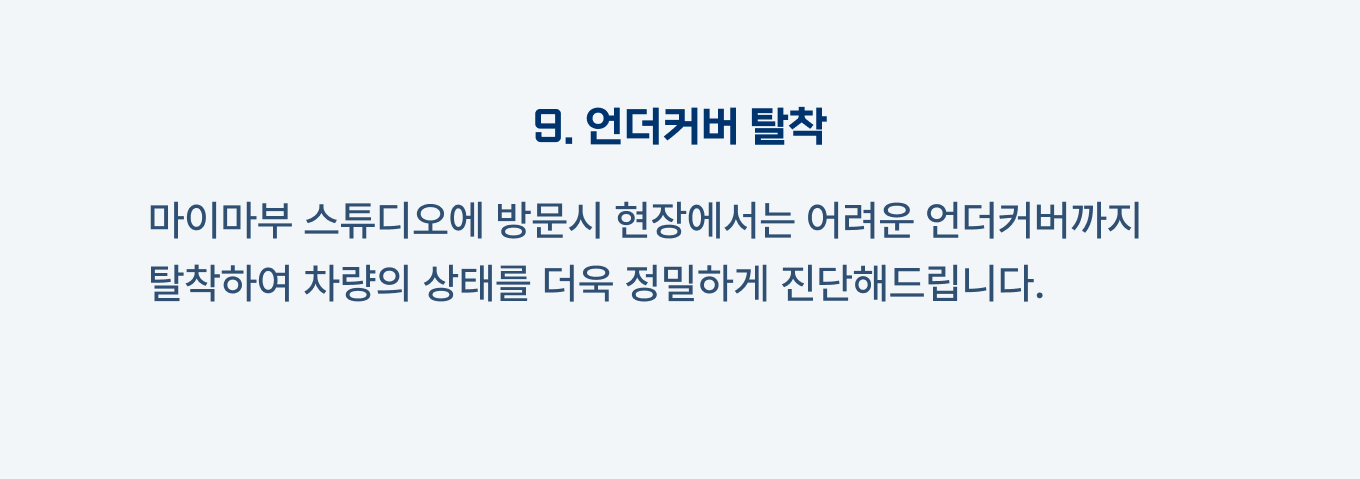 9. 언더커버 탈착
마이마부 스튜디오에 방문시 현장에서는 어려운 언더커버까지
탈착하여 차량의 상태를 더욱 정밀하게 진단해드립니다.